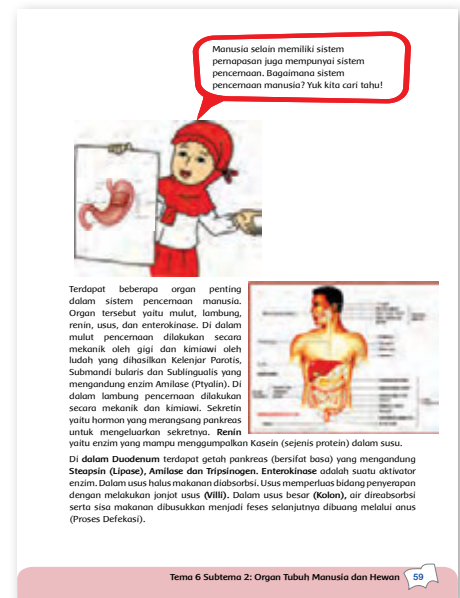 Manusia selain memiliki sistem
pernapasan juga mempunyai sistem
pencernaan. Bagaimana sistem
pencernaan manusia? Yuk kita cari tahu!
Terdapat beberapa organ penting
dalam sistem pencernaan manusia.
Organ tersebut yaitu mulut, lambung,
renin, usus, dan enterokinase. Di dalam
mulut pencernaan dilakukan secara
mekanik oleh gigi dan kimiawi oleh
ludah yang dihasilkan Kelenjar Parotis,
Submandi bularis dan Sublingualis yang
mengandung enzim Amilase (Ptyalin). Di
dalam lambung pencernaan dilakukan
secara mekanik dan kimiawi. Sekretin
yaitu hormon yang merangsang pankreas
untuk mengeluarkan sekretnya. Renin
yaitu enzim yang mampu menggumpalkan Kasein (sejenis protein) dalam susu.
Di dalam Duodenum terdapat getah pankreas (bersifat basa) yang mengandung
Steapsin (Lipase), Amilase dan Tripsinogen. Enterokinase adalah suatu aktivator
enzim. Dalam usus halus makanan diabsorbsi. Usus memperluas bidang penyerapan
dengan melakukan jonjot usus (Villi). Dalam usus besar (Kolon), air direabsorbsi
serta sisa makanan dibusukkan menjadi feses selanjutnya dibuang melalui anus
(Proses Defekasi).
Tema 6 Subtema 2: Organ Tubuh Manusia dan Hewan 59